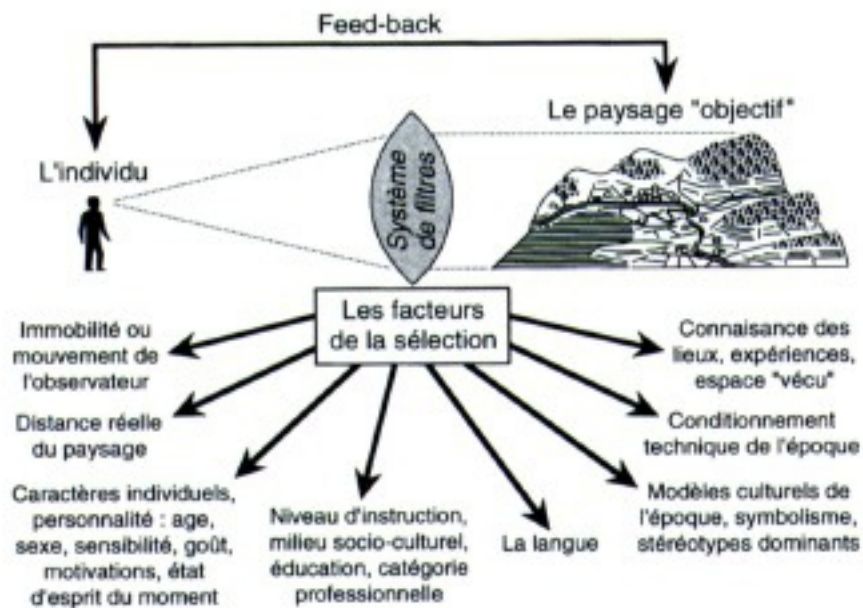 Feed-back
Le paysage "objectif"
L'individu
Système
de filtres
Les facteurs
de la sélection
Immobilité ou
mouvement de
l'observateur
Distance réelle
du paysage
Caractères individuels,
personnalité : age,
sexe, sensibilité, goût,
motivations, état
d'esprit du moment
Niveau d'instruction,
milieu socio-culturel,
éducation, catégorie
professionnelle
La langue
Modèles culturels de
l'époque, symbolisme,
stéréotypes dominants
Conditionnement
technique de l'époque
Connaisance des
lieux, expériences,
espace "vécu"